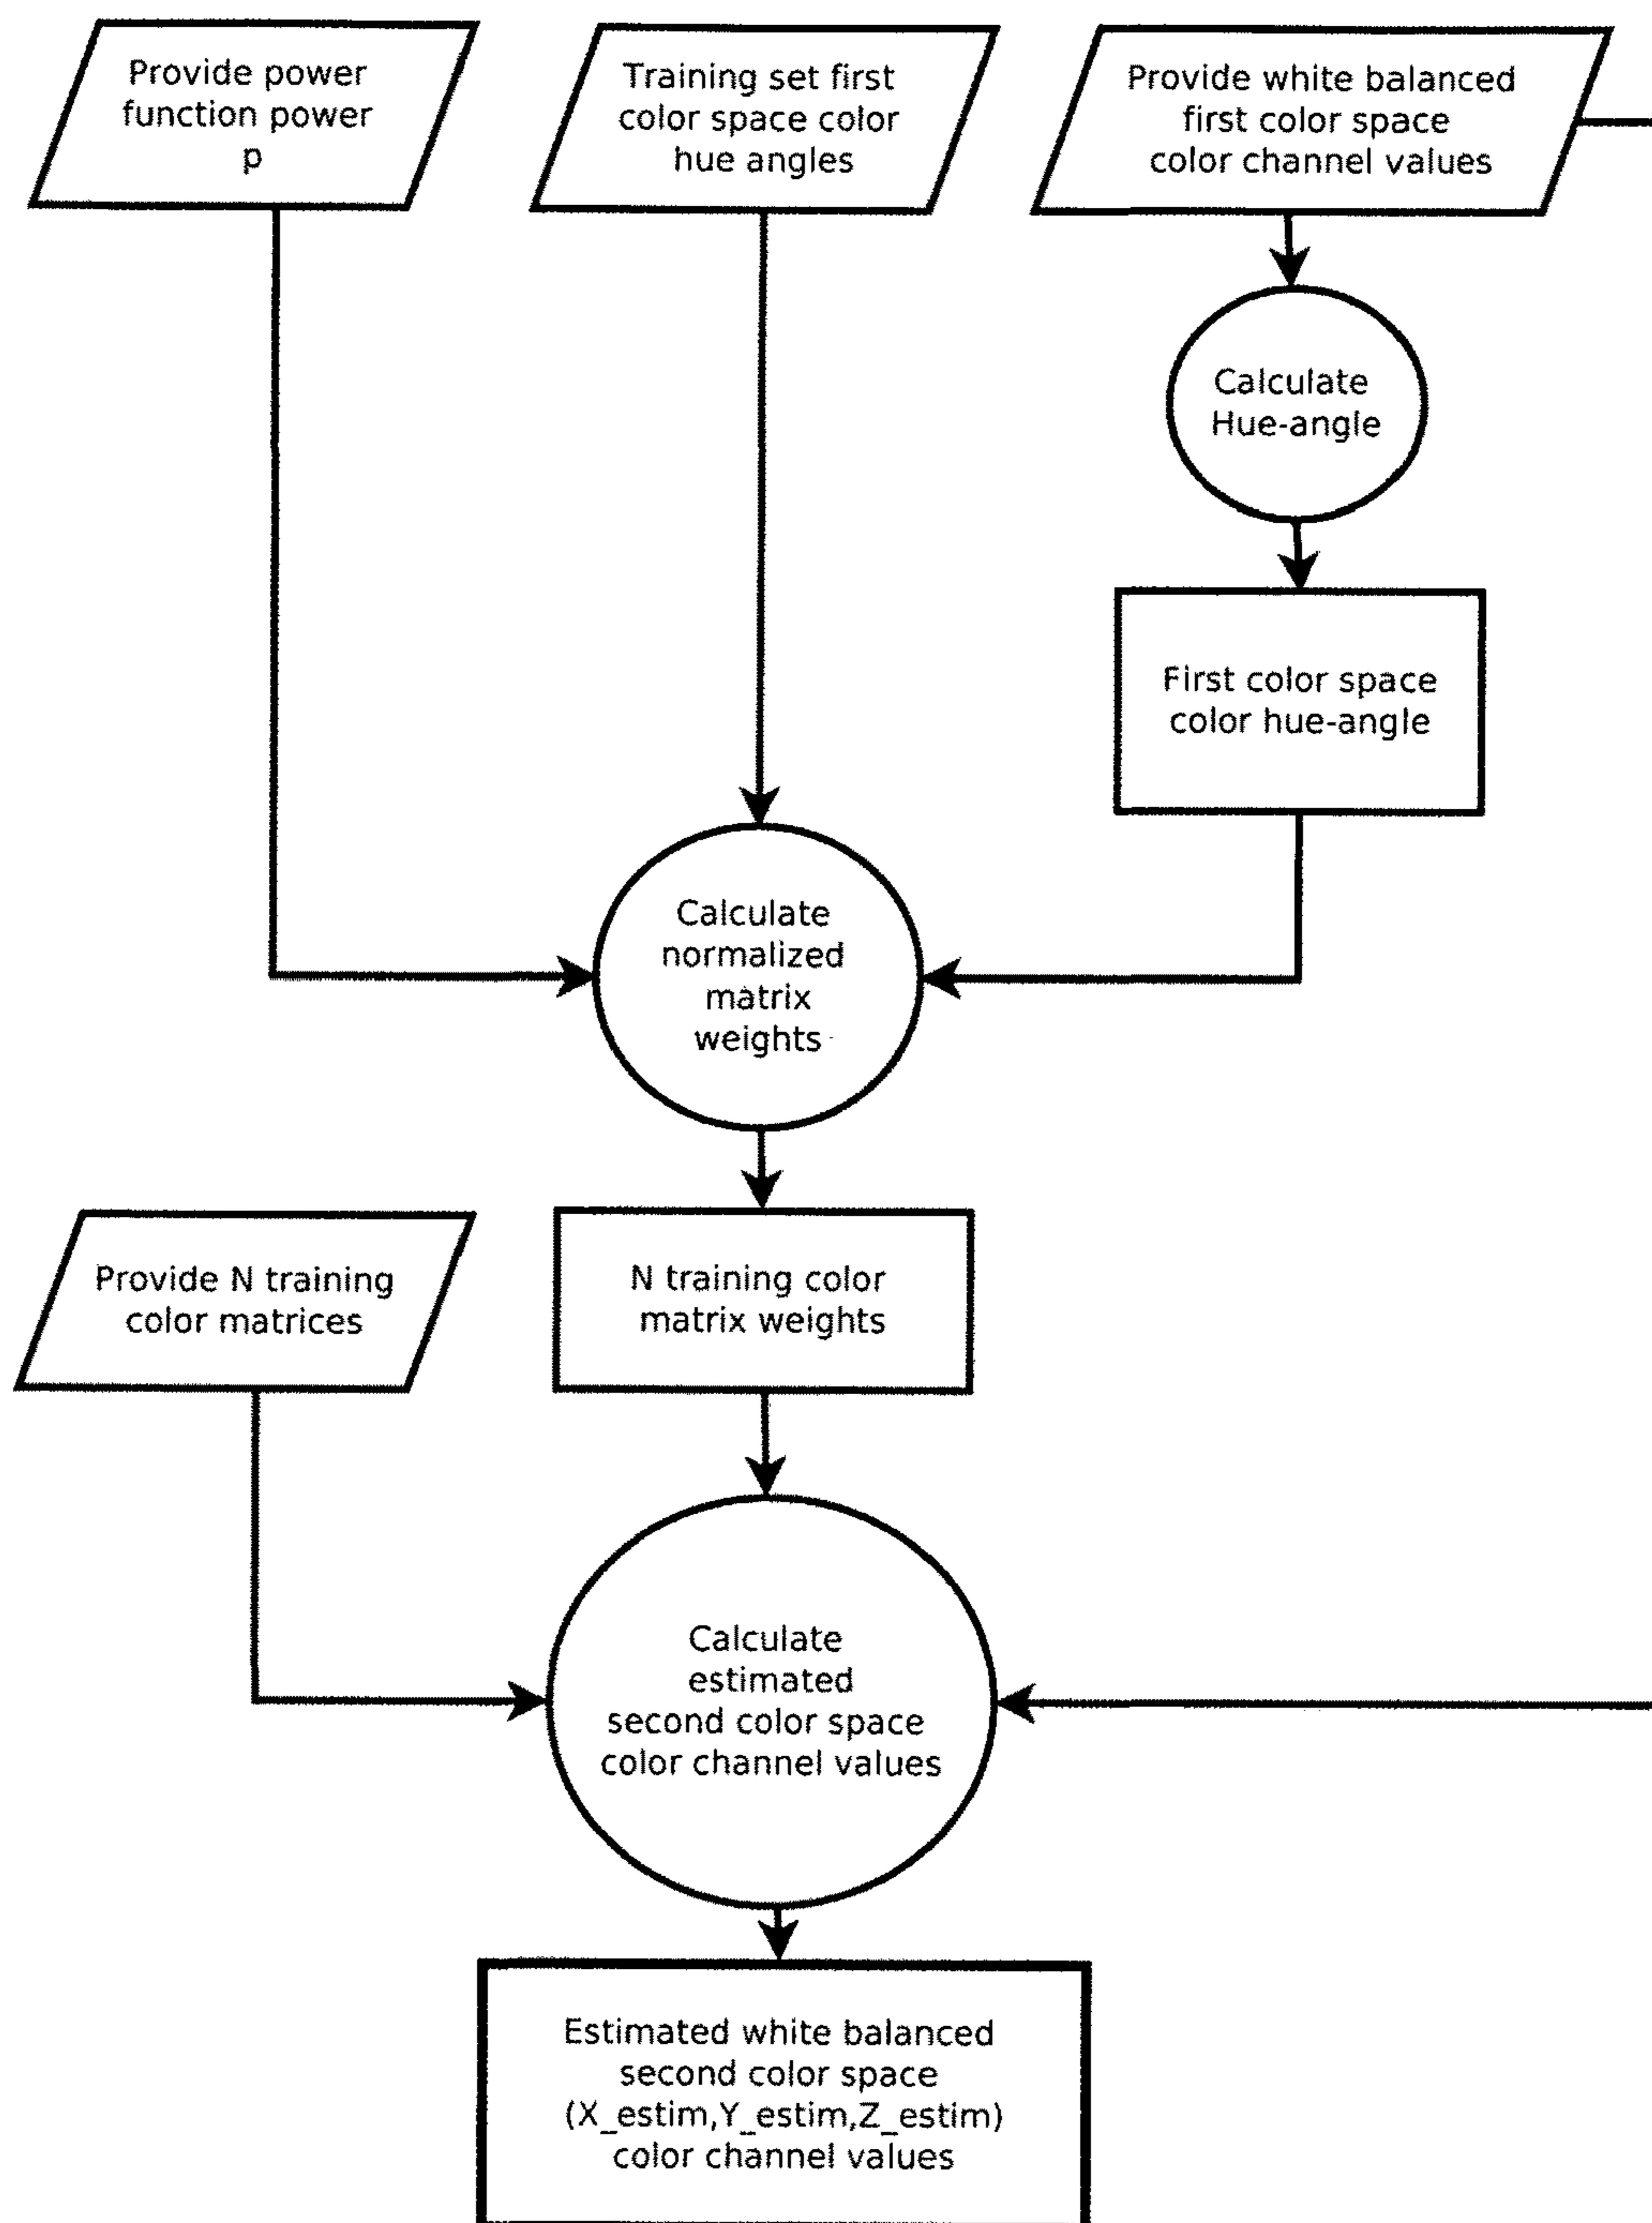 Provide power
function power
p
Training set first
color space color
hue angles
Provide white balanced
first color space
color channel values
Calculate
Hue-angle
First color space
color hue-angle
Calculate
normalized
matrix
weights
Provide N training
color matrices
N training color
matrix weights
Calculate
estimated
second color space
color channel values
Estimated white balanced
second color space
(X_estim,Y_estim,Z_estim)
color channel values